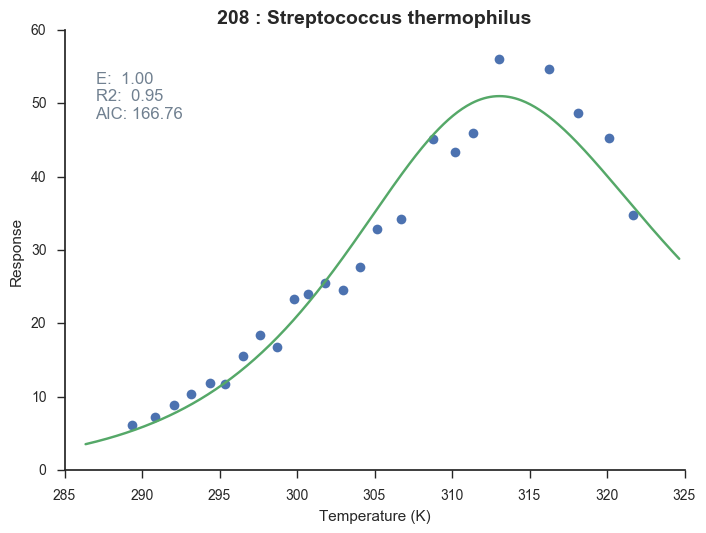 208 : Streptococcus thermophilus
60
E: 1.00
R2: 0.95
AIC: 166.76
50
40
30
20
10
0
Response
285 290 295 300 305 310 315 320 325
Temperature (K)